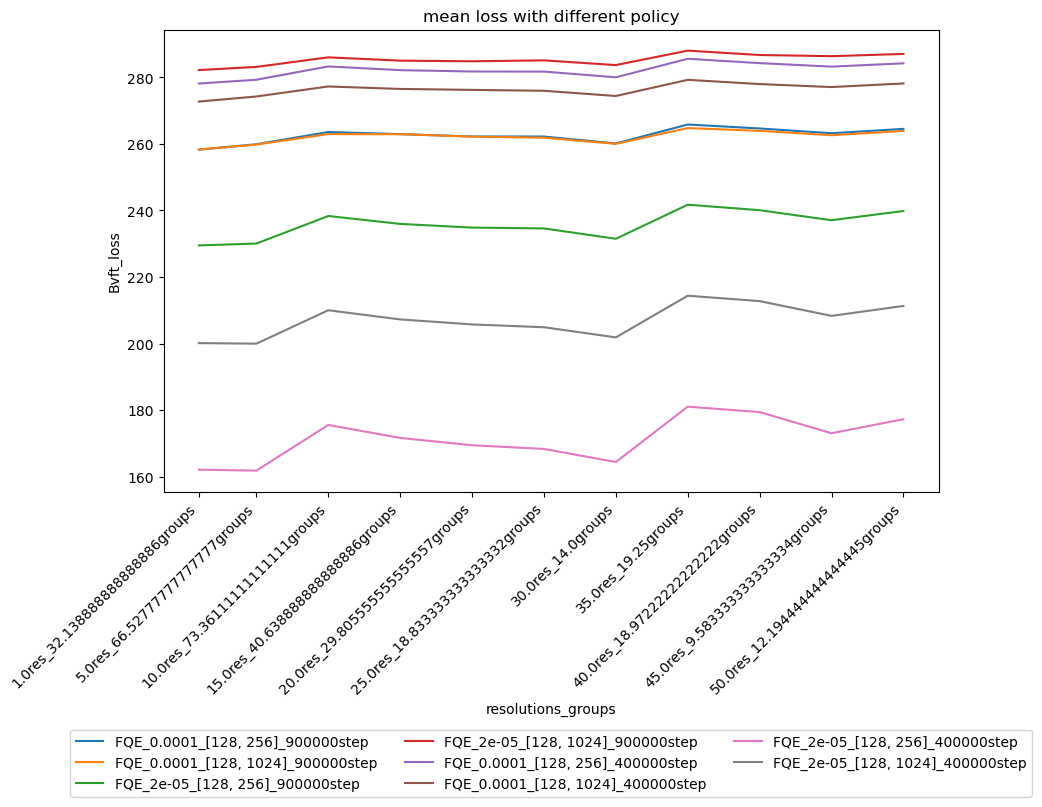 mean loss with different policy
Bvft_loss
280
260
240
220
200
180
160
1.0res_32.13888888888886groups
5.0res_66.52777777777777groups
10.0res_73.36111111111111groups
15.0res_40.638888888888886groups
20.0res_29.805555555555557groups
25.0res_18.833333333333332groups
30.0res_14.0groups
35.0res_19.25groups
40.0res_18.97222222222222groups
45.0res_9.583333333333334groups
50.0res_12.194444444444445groups
resolutions_groups
FQE_0.0001_[128, 256]_900000step
FQE_0.0001_[128, 1024]_900000step
FQE_2e-05_[128, 256]_900000step
FQE_2e-05_[128, 1024]_900000step
FQE_0.0001_[128, 256]_400000step
FQE_0.0001_[128, 1024]_400000step
FQE_2e-05_[128, 256]_400000step
FQE_2e-05_[128, 1024]_400000step